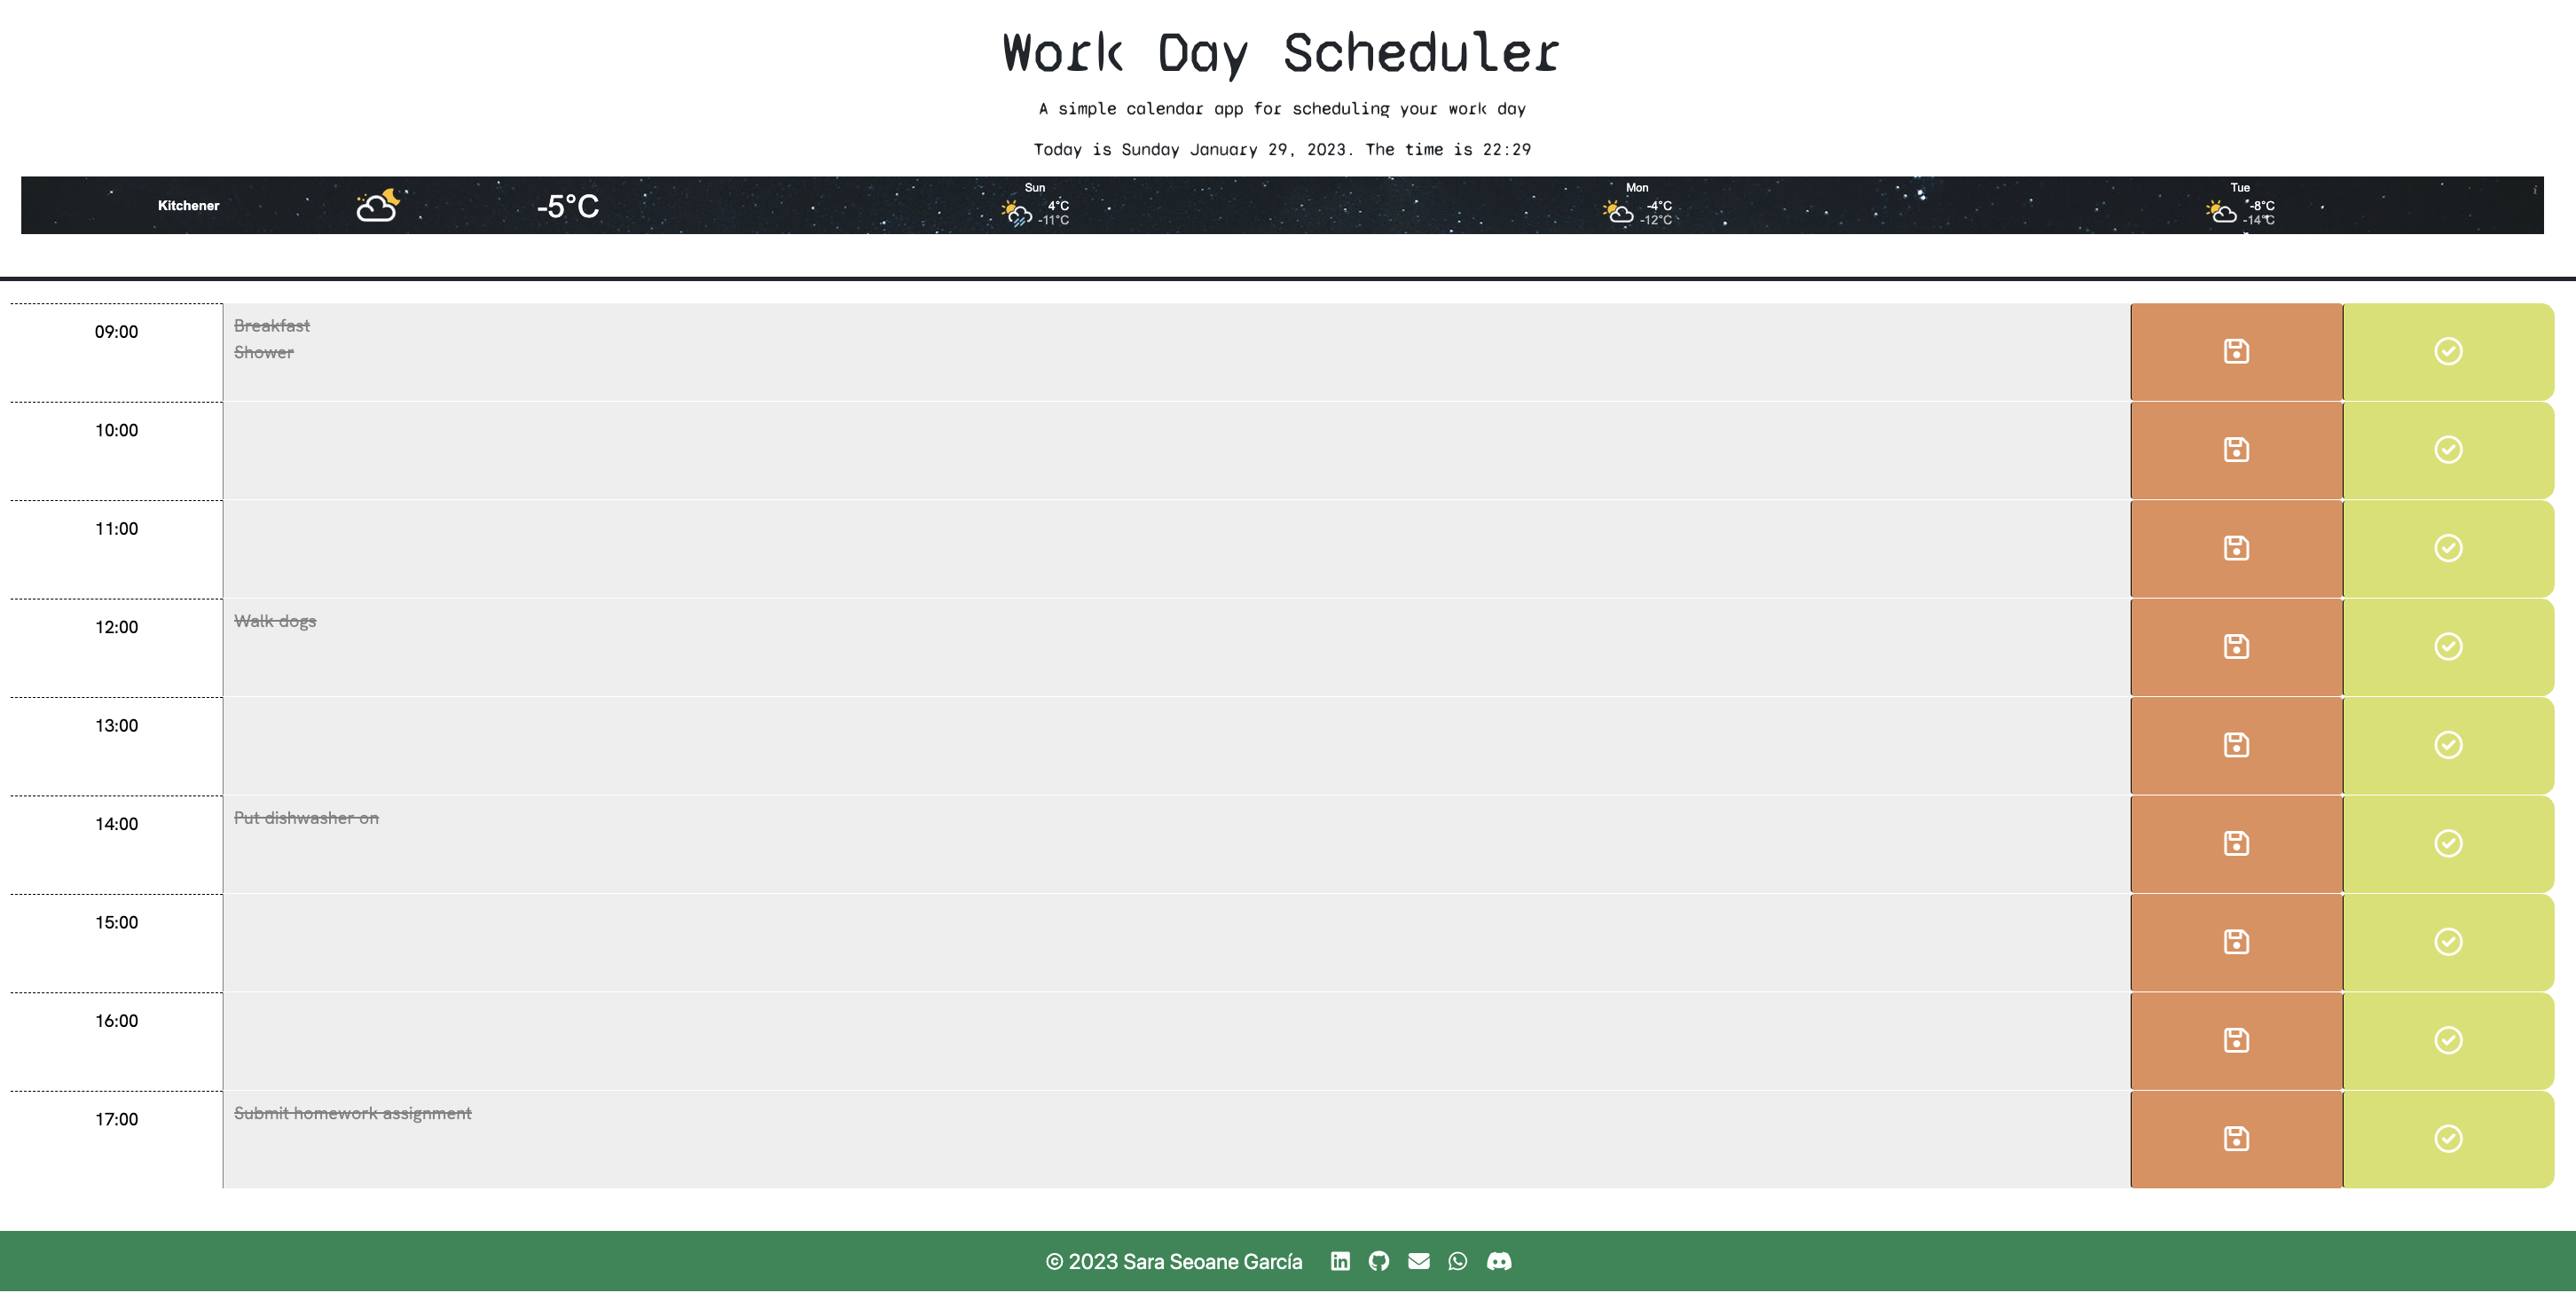 Work Day Scheduler
A simple calendar app for scheduling your work day
Today is Sunday January 29, 2023. The time is 22:29
Kitchener -5°C
Sun
4°C
-11°C
Mon
-4°C
-12°C
Tue
-8°C
-14°C
09:00 Breakfast
Shower
10:00
11:00
12:00 Walk dogs
13:00
14:00 Put dishwasher on
15:00
16:00
17:00 Submit homework assignment
© 2023 Sara Seoane García